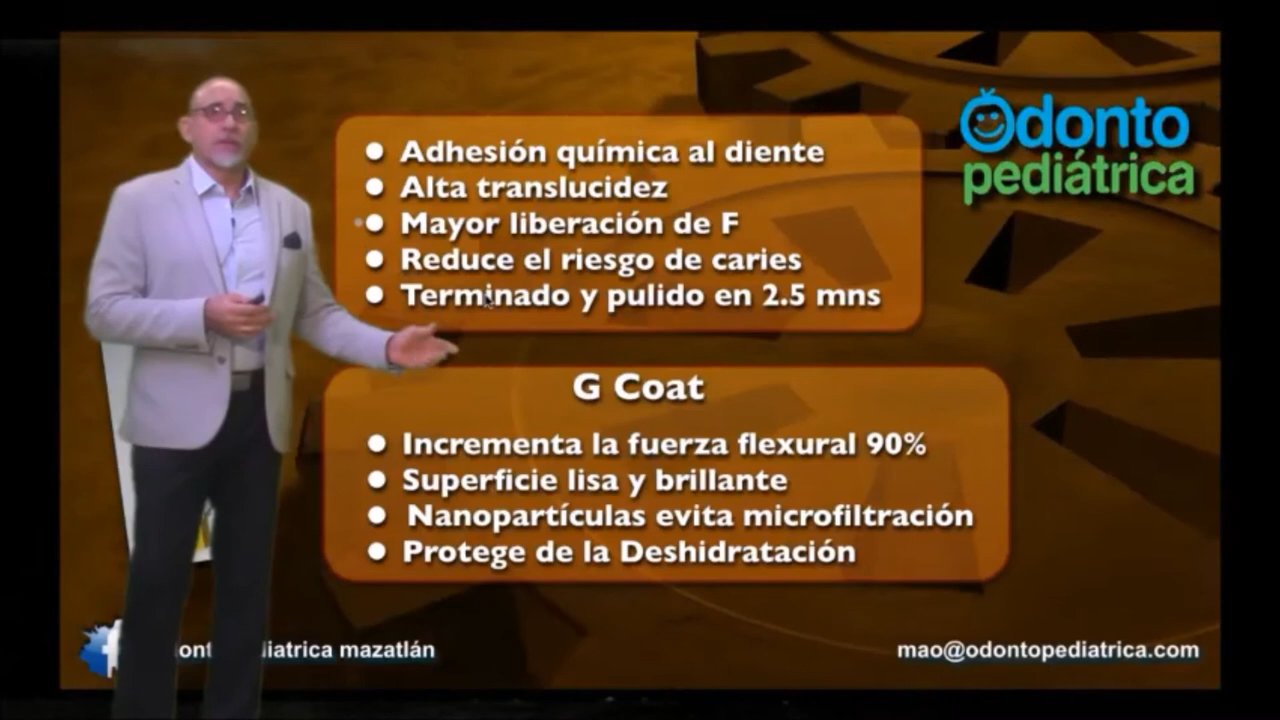 Odonto
pediátrica
Adhesión química al diente
Alta translucidez
Mayor liberación de F
Reduce el riesgo de caries
Terminado y pulido en 2.5 mns
G Coat
Incrementa la fuerza flexural 90%
Superficie lisa y brillante
Nanopartículas evita microfiltración
Protege de la Deshidratación
mazatlán
mao@odontopediatrica.com